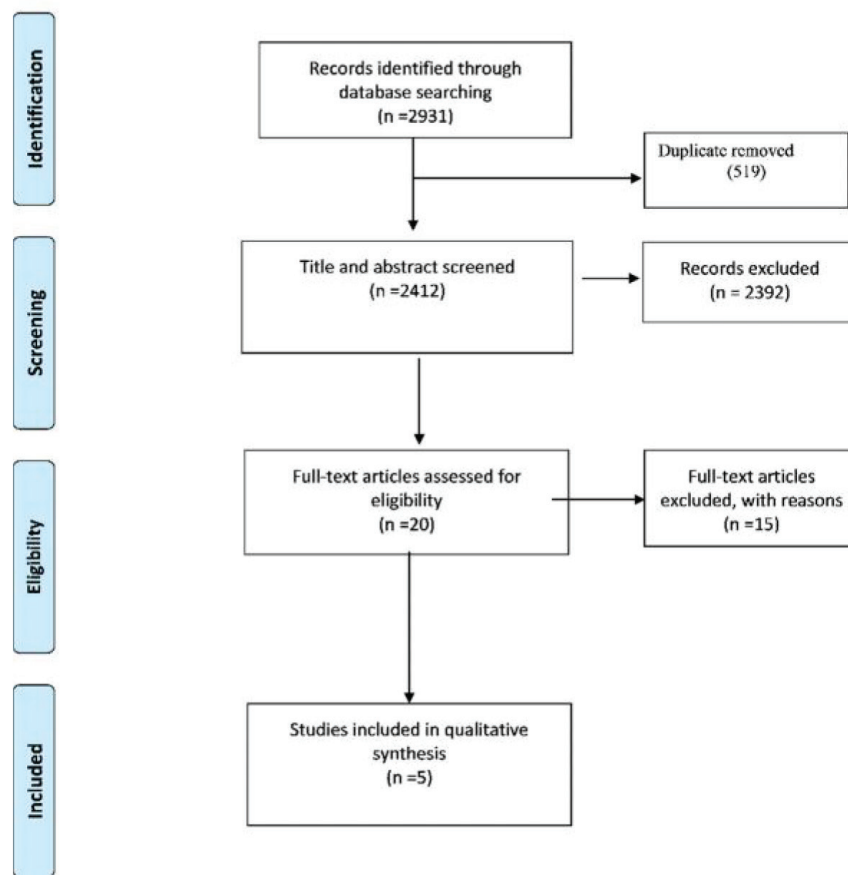 Identification
Records identified through
database searching
(n =2931)
Duplicate removed
(519)
Screening
Title and abstract screened
(n =2412)
Records excluded
(n = 2392)
Eligibility
Full-text articles assessed for
eligibility
(n =20)
Full-text articles
excluded, with reasons
(n =15)
Included
Studies included in qualitative
synthesis
(n =5)